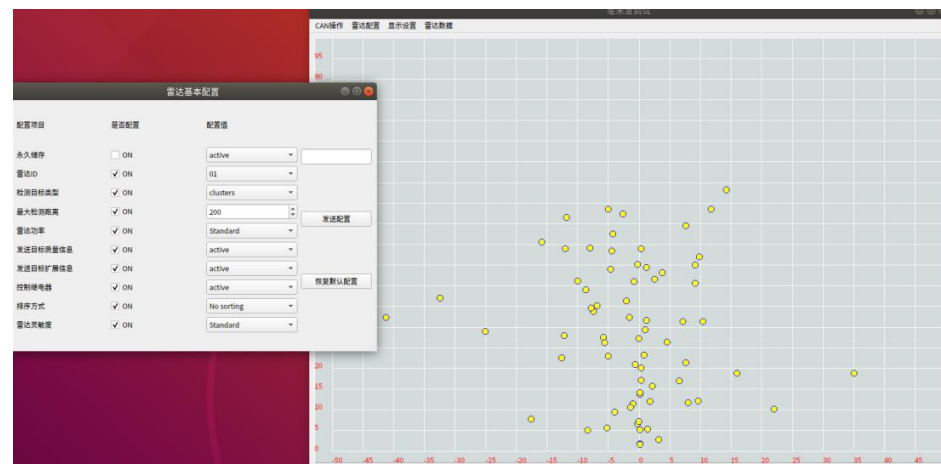 毫米波测试
CAN操作 雷达配置 显示设置 雷达数据
95
90
雷达基本配置
配置项目 是否配置 配置值
永久储存 ON active
雷达ID ON 01
检测目标类型 ON clusters
最大检测距离 ON 200
发送配置
雷达功率 ON Standard
发送目标质量信息 ON active
发送目标扩展信息 ON active
恢复默认配置
控制继电器 ON active
排序方式 ON No sorting
雷达灵敏度 ON Standard
20
15
10
5
0
-50 -45 -40 -35 -30 -25 -20 -15 -10 -5 0 5 10 15 20 25 30 35 40 45